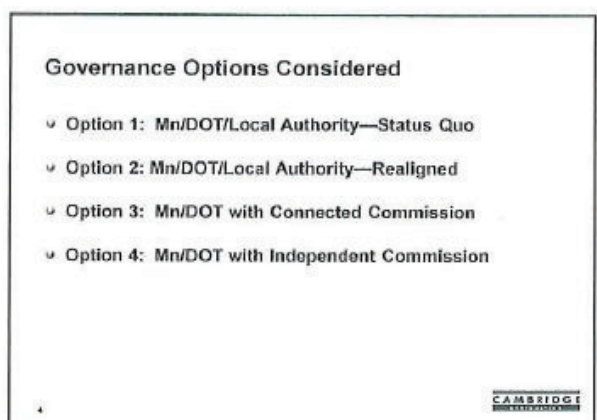 Governance Options Considered
Option 1: Mn/DOT/Local Authority—Status Quo
Option 2: Mn/DOT/Local Authority—Realigned
Option 3: Mn/DOT with Connected Commission
Option 4: Mn/DOT with Independent Commission
4
CAMBRIDGE